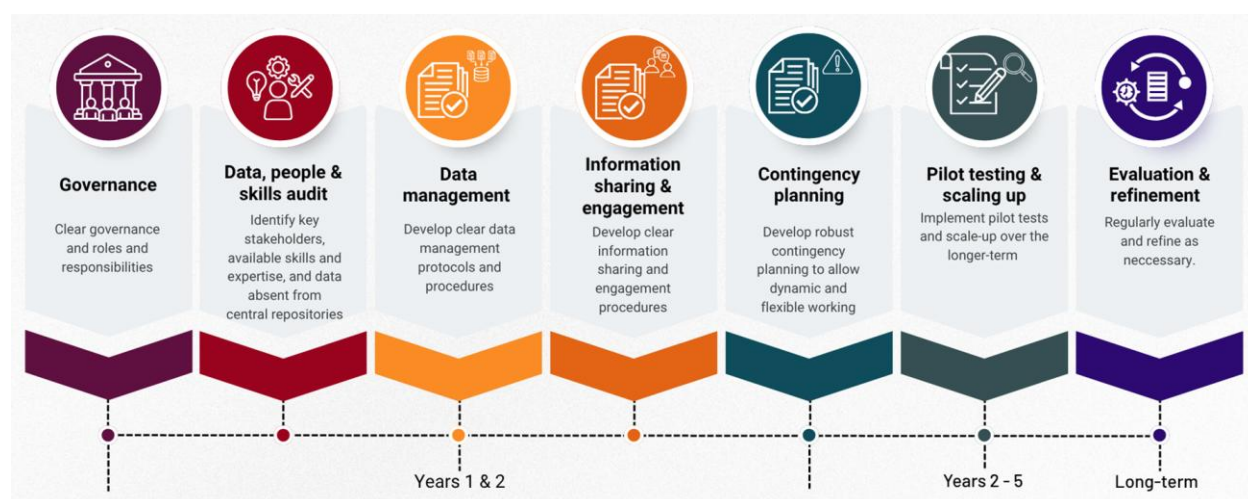 Governance
Clear governance
and roles and
responsibilities
Data, people &
skills audit
Identify key
stakeholders,
available skills and
expertise, and data
absent from
central repositories
Data
management
Develop clear data
management
protocols and
procedures
Information
sharing &
engagement
Develop clear
information
sharing and
engagement
procedures
Contingency
planning
Develop robust
contingency
planning to allow
dynamic and
flexible working
Pilot testing &
scaling up
Implement pilot tests
and scale-up over the
longer-term
Evaluation &
refinement
Regularly evaluate
and refine as
neccessary.
Years 1 & 2
Years 2 - 5
Long-term